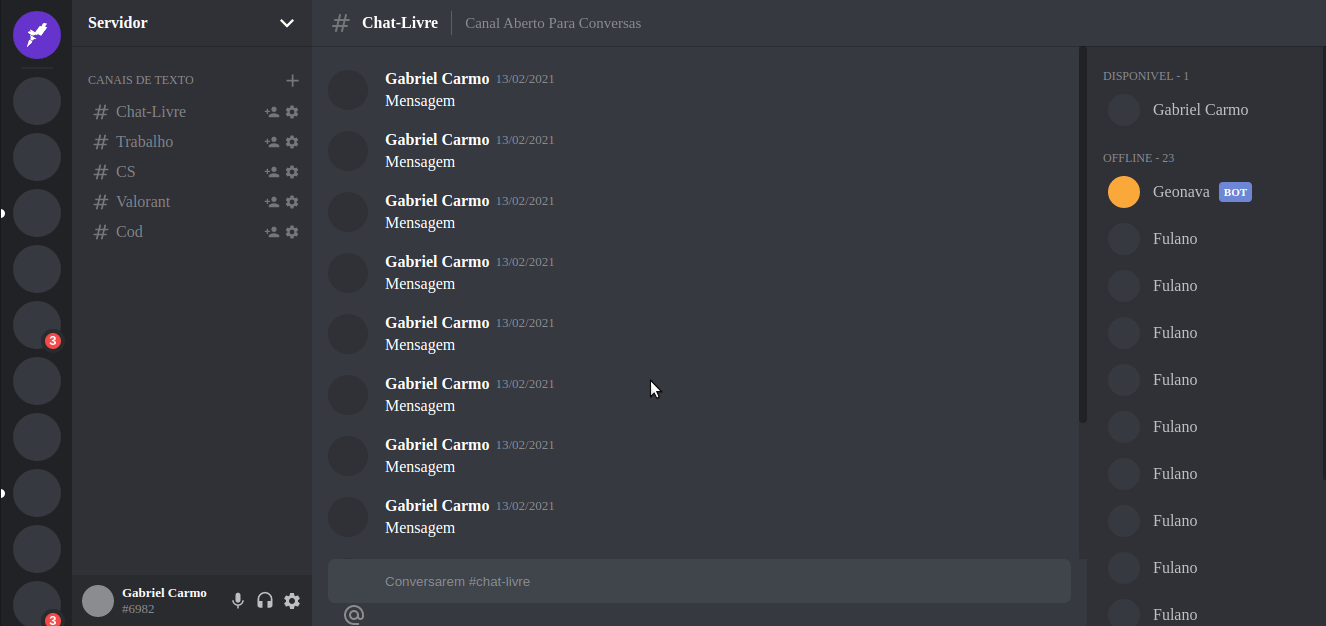 Servidor
# Chat-Livre Canal Aberto Para Conversas
CANAIS DE TEXTO
# Chat-Livre
# Trabalho
# CS
# Valorant
# Cod
3
3
Gabriel Carmo
#6982
Gabriel Carmo 13/02/2021
Mensagem
Gabriel Carmo 13/02/2021
Mensagem
Gabriel Carmo 13/02/2021
Mensagem
Gabriel Carmo 13/02/2021
Mensagem
Gabriel Carmo 13/02/2021
Mensagem
Gabriel Carmo 13/02/2021
Mensagem
Gabriel Carmo 13/02/2021
Mensagem
Gabriel Carmo 13/02/2021
Mensagem
Conversarem #chat-livre
@
DISPONIVEL - 1
Gabriel Carmo
OFFLINE - 23
Geonava BOT
Fulano
Fulano
Fulano
Fulano
Fulano
Fulano
Fulano
Fulano
Fulano